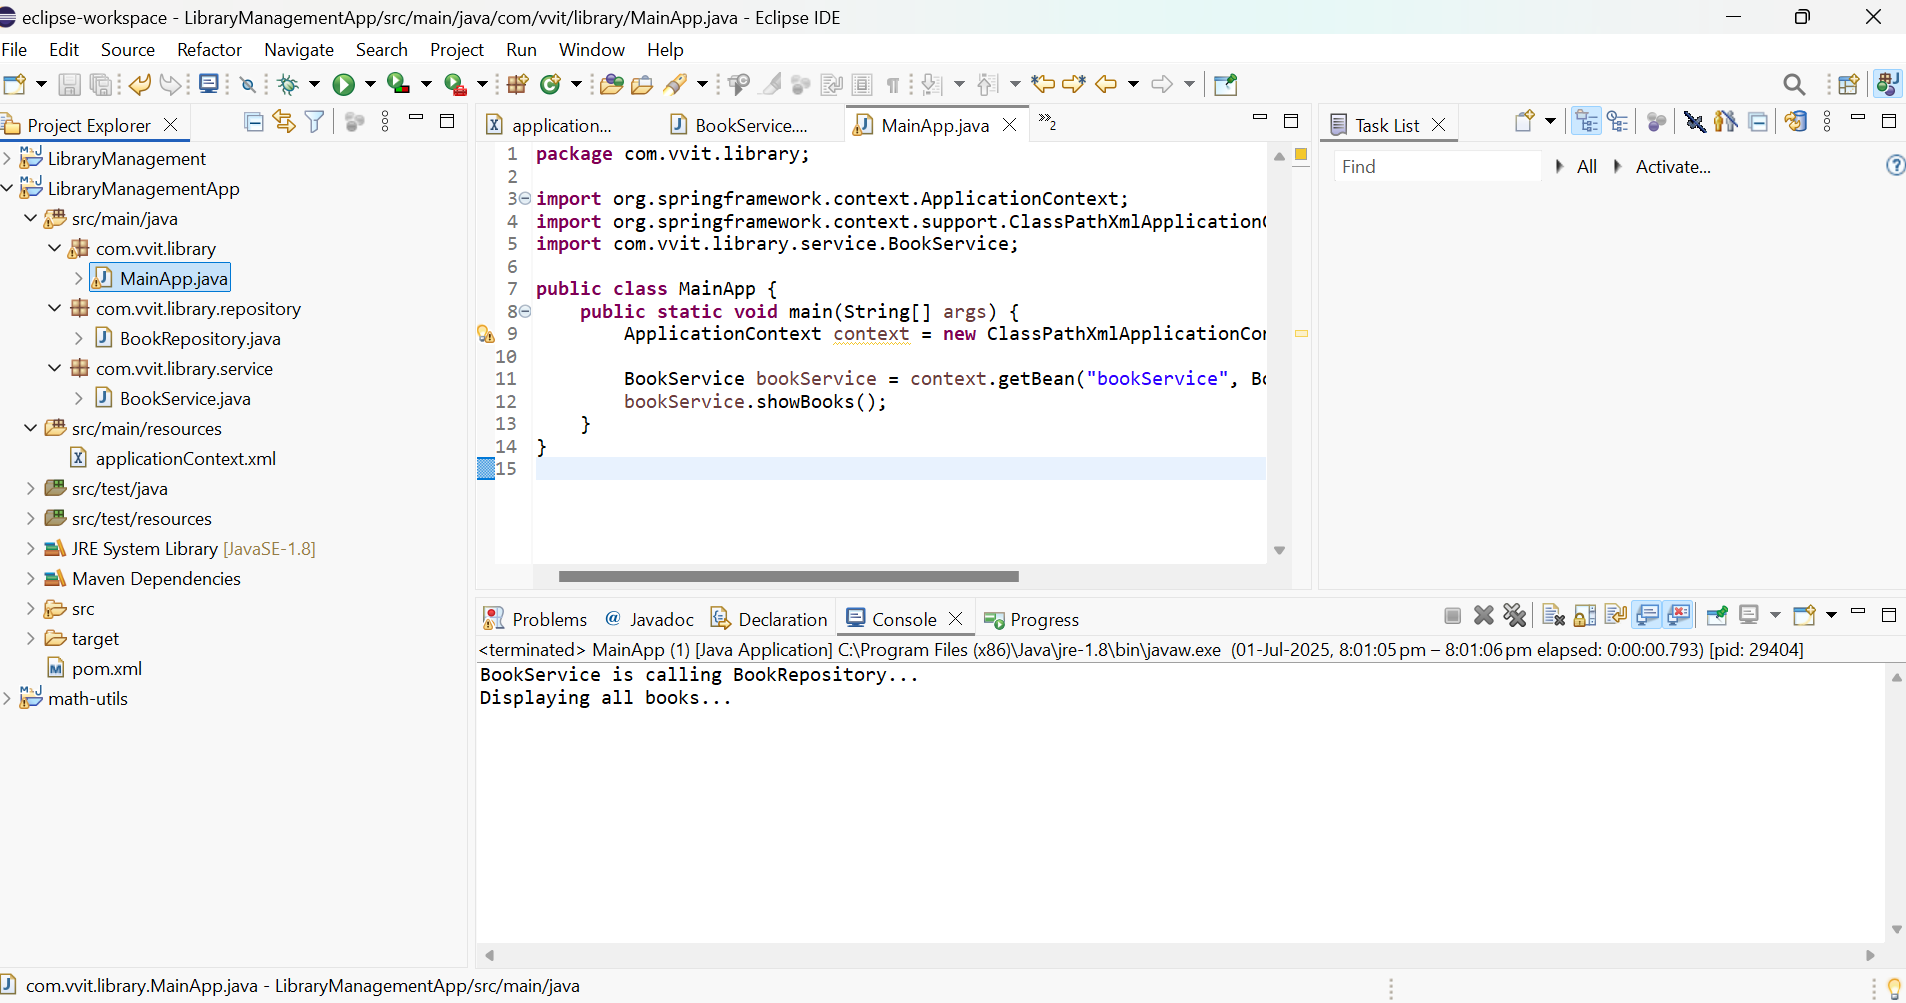 eclipse-workspace - LibraryManagementApp/src/main/java/com/vvit/library/MainApp.java - Eclipse IDE
File Edit Source Refactor Navigate Search Project Run Window Help
Project Explorer
LibraryManagement
LibraryManagementApp
src/main/java
com.vvit.library
MainApp.java
com.vvit.library.repository
BookRepository.java
com.vvit.library.service
BookService.java
src/main/resources
applicationContext.xml
src/test/java
src/test/resources
JRE System Library [JavaSE-1.8]
Maven Dependencies
src
target
pom.xml
math-utils
application... BookService.... MainApp.java »2
1 package com.vvit.library;
2
3 import org.springframework.context.ApplicationContext;
4 import org.springframework.context.support.ClassPathXmlApplication
5 import com.vvit.library.service.BookService;
6
7 public class MainApp {
8 public static void main(String[] args) {
9 ApplicationContext context = new ClassPathXmlApplicationCo
10
11 BookService bookService = context.getBean("bookService", B
12 bookService.showBooks();
13 }
14 }
15
Task List
Find All Activate...
Problems @ Javadoc Declaration Console Progress
<terminated> MainApp (1) [Java Application] C:\Program Files (x86)\Java\jre-1.8\bin\javaw.exe (01-Jul-2025, 8:01:05 pm – 8:01:06 pm elapsed: 0:00:00.793) [pid: 29404]
BookService is calling BookRepository...
Displaying all books...
com.vvit.library.MainApp.java - LibraryManagementApp/src/main/java